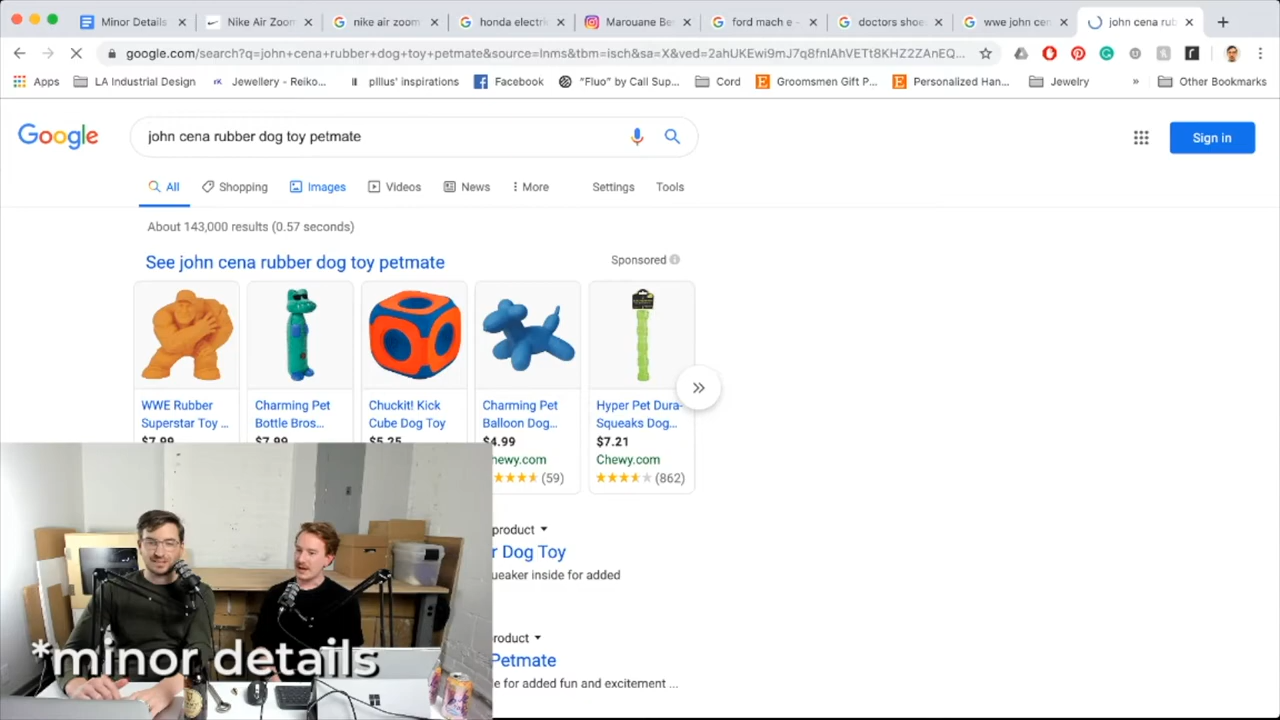 Minor Details
Nike Air Zoom
nike air zoom
honda electri
Marouane Be
ford mach e -
doctors shoe
wwe john cen
john cena rub
google.com/search?q=john+cena+rubber+dog+toy+petmate&source=lnms&tbm=isch&sa=X&ved=2ahUKEwi9mJ7q8fnlAhVETt8KHZ2ZAnEQ...
Apps
LA Industrial Design
rK
Jewellery - Reiko...
plllus' inspirations
Facebook
"Fluo" by Call Sup...
Cord
Groomsmen Gift P...
Personalized Han...
Jewelry
»
Other Bookmarks
Google
john cena rubber dog toy petmate
Sign in
All
Shopping
Images
Videos
News
More
Settings
Tools
About 143,000 results (0.57 seconds)
See john cena rubber dog toy petmate
Sponsored
WWE Rubber
Superstar Toy ...
$7.99
Charming Pet
Bottle Bros...
$7.99
Chuckit! Kick
Cube Dog Toy
$5.25
Charming Pet
Balloon Dog...
$4.99
hewy.com
(59)
Hyper Pet Dura-
Squeaks Dog...
$7.21
Chewy.com
(862)
product
r Dog Toy
ueaker inside for added
product
Petmate
e for added fun and excitement ...
*minor details